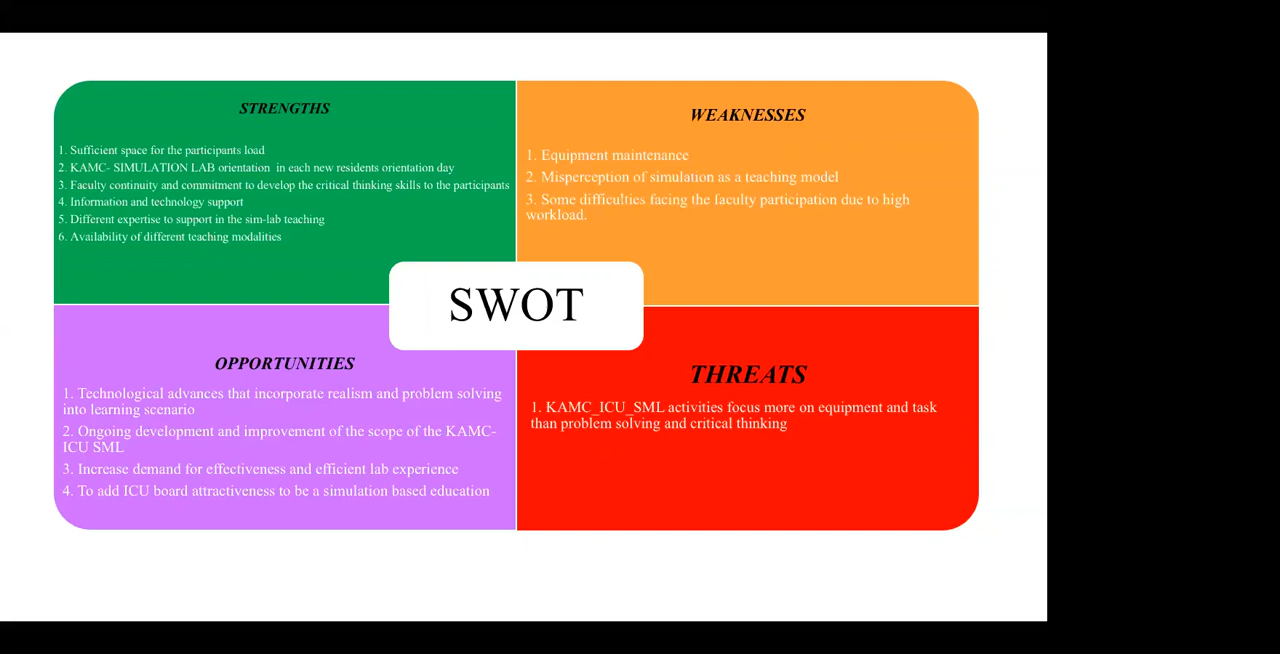 STRENGTHS
1. Sufficient space for the participants load
2. KAMC- SIMULATION LAB orientation in each new residents orientation day
3. Faculty continuity and commitment to develop the critical thinking skills to the participants
4. Information and technology support
5. Different expertise to support in the sim-lab teaching
6. Availability of different teaching modalities
WEAKNESSES
1. Equipment maintenance
2. Misperception of simulation as a teaching model
3. Some difficulties facing the faculty participation due to high
workload.
SWOT
OPPORTUNITIES
1. Technological advances that incorporate realism and problem solving
into learning scenario
2. Ongoing development and improvement of the scope of the KAMC-
ICU SML
3. Increase demand for effectiveness and efficient lab experience
4. To add ICU board attractiveness to be a simulation based education
THREATS
1. KAMC_ICU_SML activities focus more on equipment and task
than problem solving and critical thinking